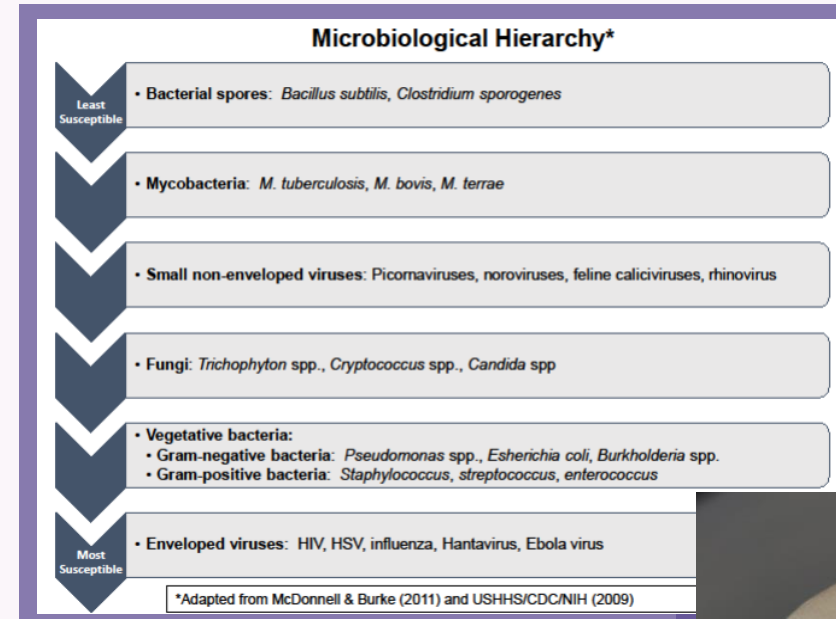 Microbiological Hierarchy*
Least
Susceptible
• Bacterial spores: Bacillus subtilis, Clostridium sporogenes
• Mycobacteria: M. tuberculosis, M. bovis, M. terrae
• Small non-enveloped viruses: Picornaviruses, noroviruses, feline caliciviruses, rhinovirus
• Fungi: Trichophyton spp., Cryptococcus spp., Candida spp
• Vegetative bacteria:
• Gram-negative bacteria: Pseudomonas spp., Esherichia coli, Burkholderia spp.
• Gram-positive bacteria: Staphylococcus, streptococcus, enterococcus
Most
Susceptible
• Enveloped viruses: HIV, HSV, influenza, Hantavirus, Ebola virus
*Adapted from McDonnell & Burke (2011) and USHHS/CDC/NIH (2009)